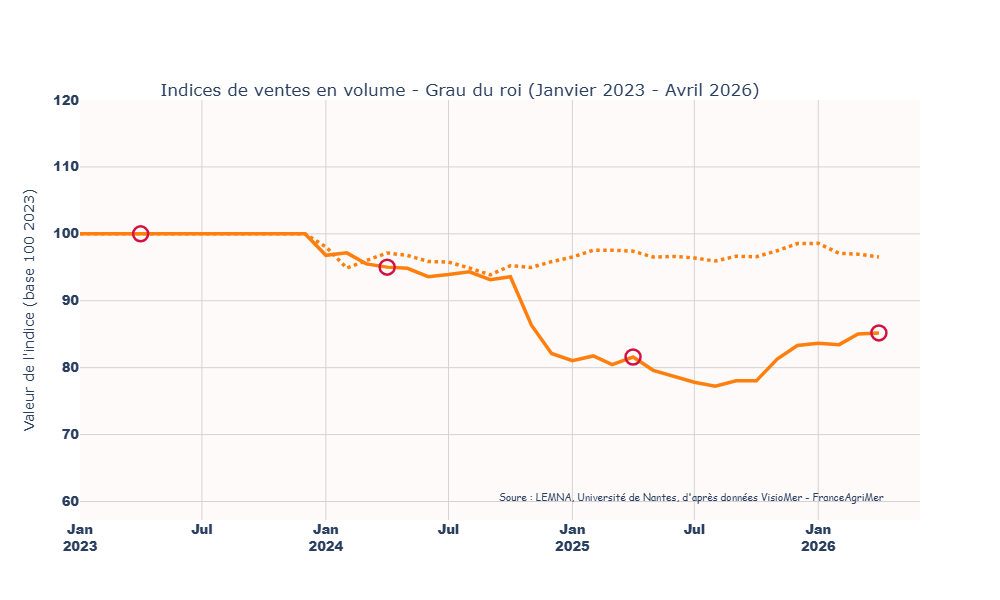 Indices de ventes en volume - Grau du roi (Janvier 2023 - Avril 2026)
Valeur de l'indice (base 100 2023)
120
110
100
90
80
70
60
Soure : LEMNA, Université de Nantes, d'après données VisioMer - FranceAgriMer
Jan
2023
Jul
Jan
2024
Jul
Jan
2025
Jul
Jan
2026